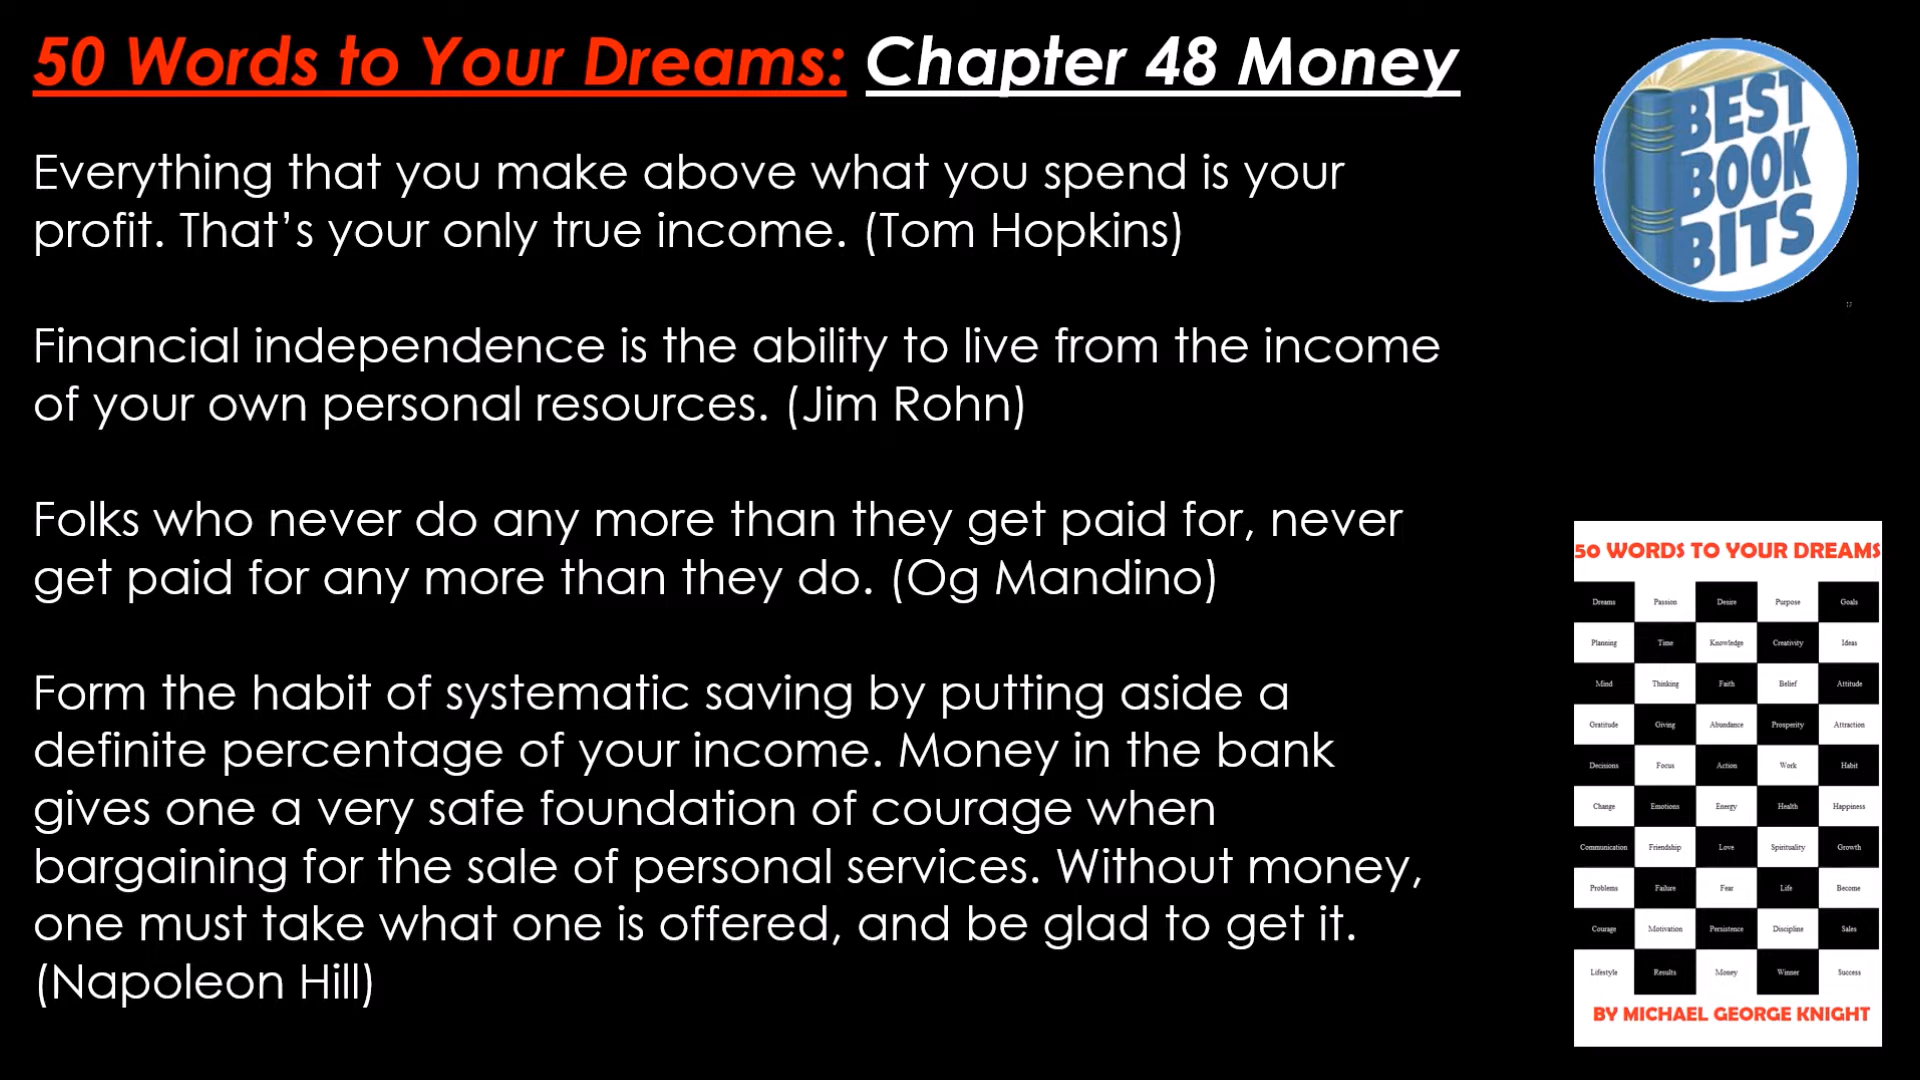 50 Words to Your Dreams: Chapter 48 Money
Everything that you make above what you spend is your
profit. That’s your only true income. (Tom Hopkins)
Financial independence is the ability to live from the income
of your own personal resources. (Jim Rohn)
Folks who never do any more than they get paid for, never
get paid for any more than they do. (Og Mandino)
Form the habit of systematic saving by putting aside a
definite percentage of your income. Money in the bank
gives one a very safe foundation of courage when
bargaining for the sale of personal services. Without money,
one must take what one is offered, and be glad to get it.
(Napoleon Hill)
BEST
BOOK
BITS
50 WORDS TO YOUR DREAMS
Dreams Passion Desire Purpose Goals
Planning Time Knowledge Creativity Ideas
Mind Thinking Faith Belief Attitude
Gratitude Giving Abundance Prosperity Attraction
Decisions Focus Action Work Habit
Change Emotions Energy Health Happiness
Communication Friendship Love Spirituality Growth
Problems Failure Fear Life Become
Courage Motivation Persistence Discipline Sales
Lifestyle Results Money Winner Success
BY MICHAEL GEORGE KNIGHT